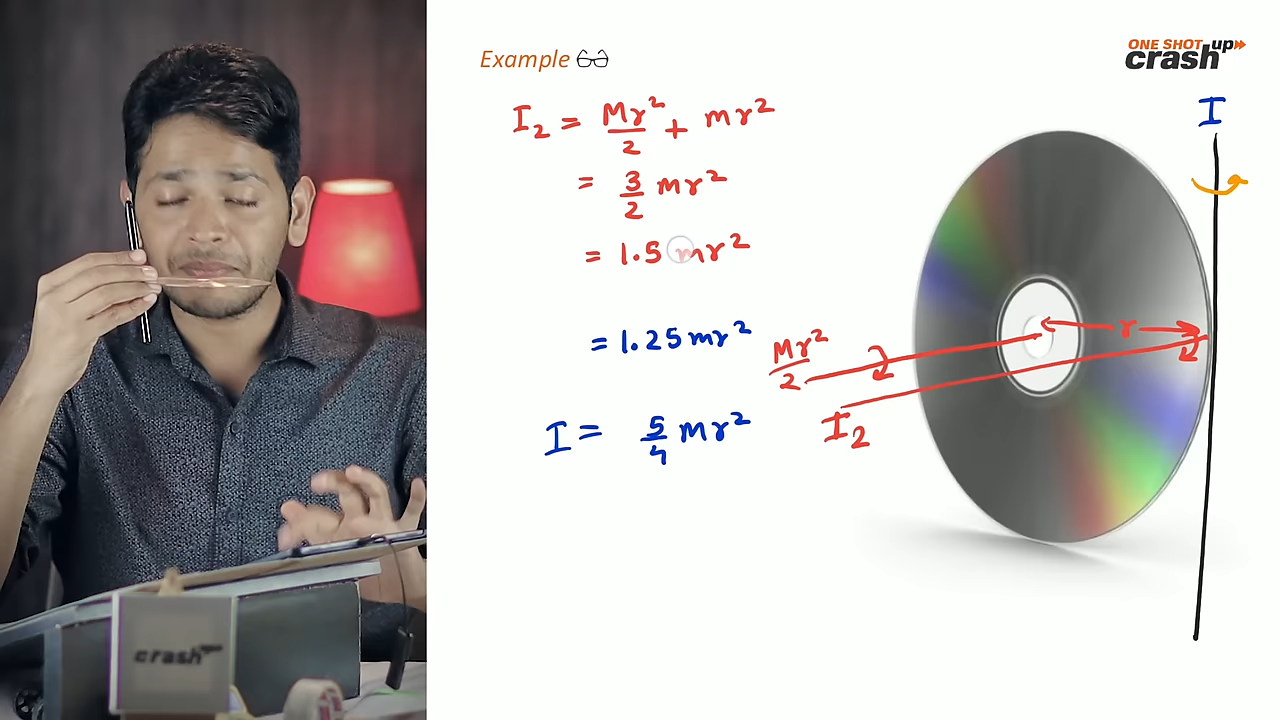 Example
ONE SHOT
crash up
I₂ = Mr²/2 + mr²
= 3/2 mr²
= 1.5 mr²
= 1.25 mr²
I = 5/4 mr²
I
r
Mr²/2
I₂
crash up